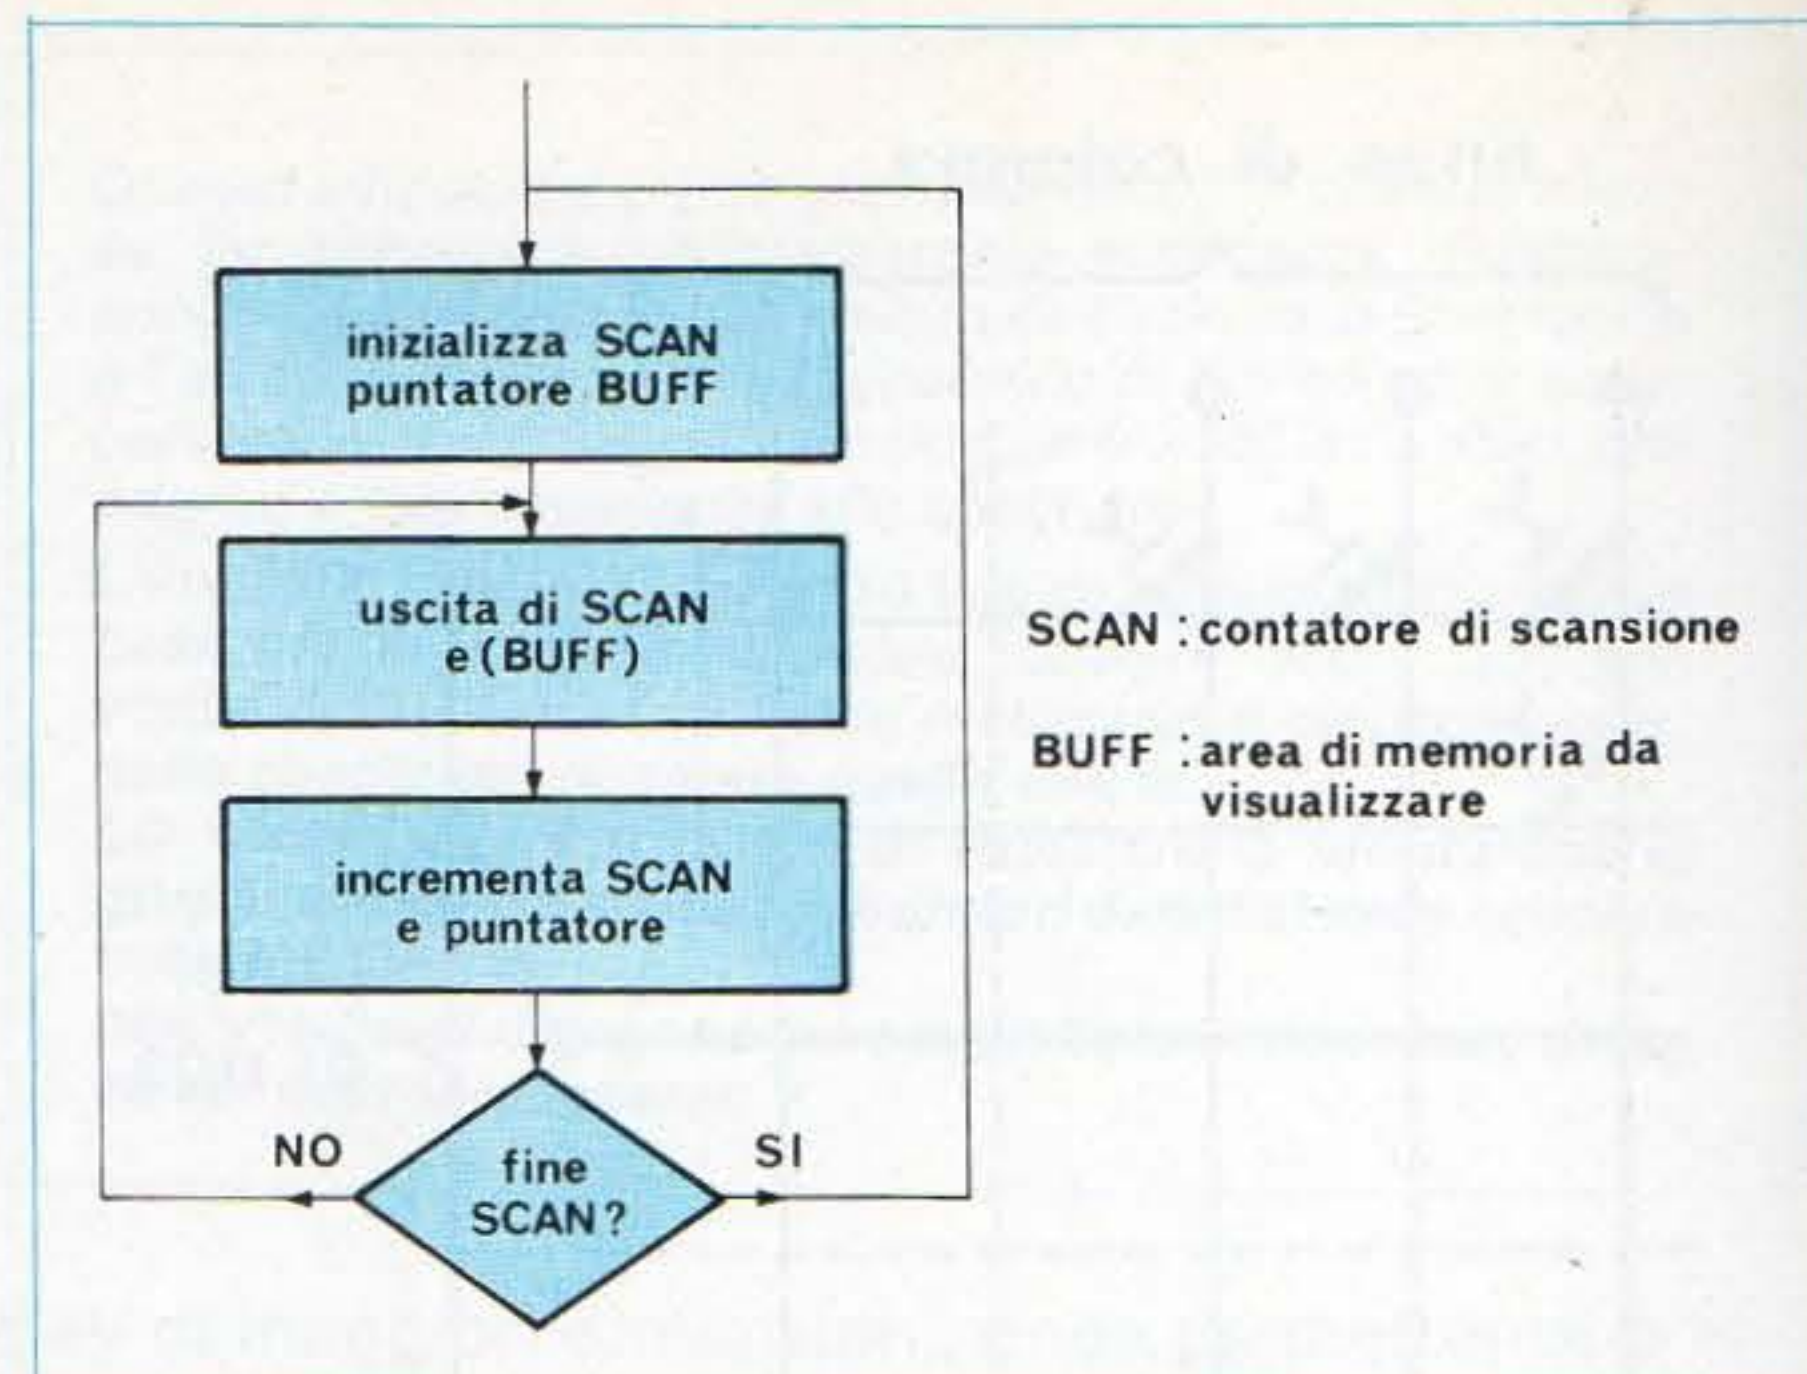 inizializza SCAN
puntatore BUFF
uscita di SCAN
e (BUFF)
incrementa SCAN
e puntatore
NO
fine
SCAN?
SI
SCAN : contatore di scansione
BUFF : area di memoria da
visualizzare